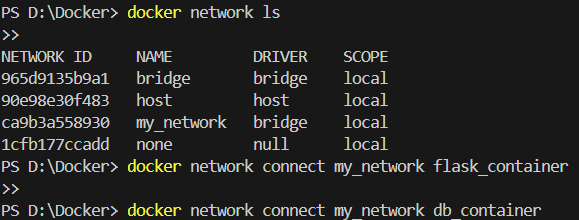 PS D:\Docker> docker network ls
>>
NETWORK ID     NAME         DRIVER    SCOPE
965d9135b9a1   bridge       bridge    local
90e98e30f483   host         host      local
ca9b3a558930   my_network   bridge    local
1cfb177ccadd   none         null      local
PS D:\Docker> docker network connect my_network flask_container
>>
PS D:\Docker> docker network connect my_network db_container